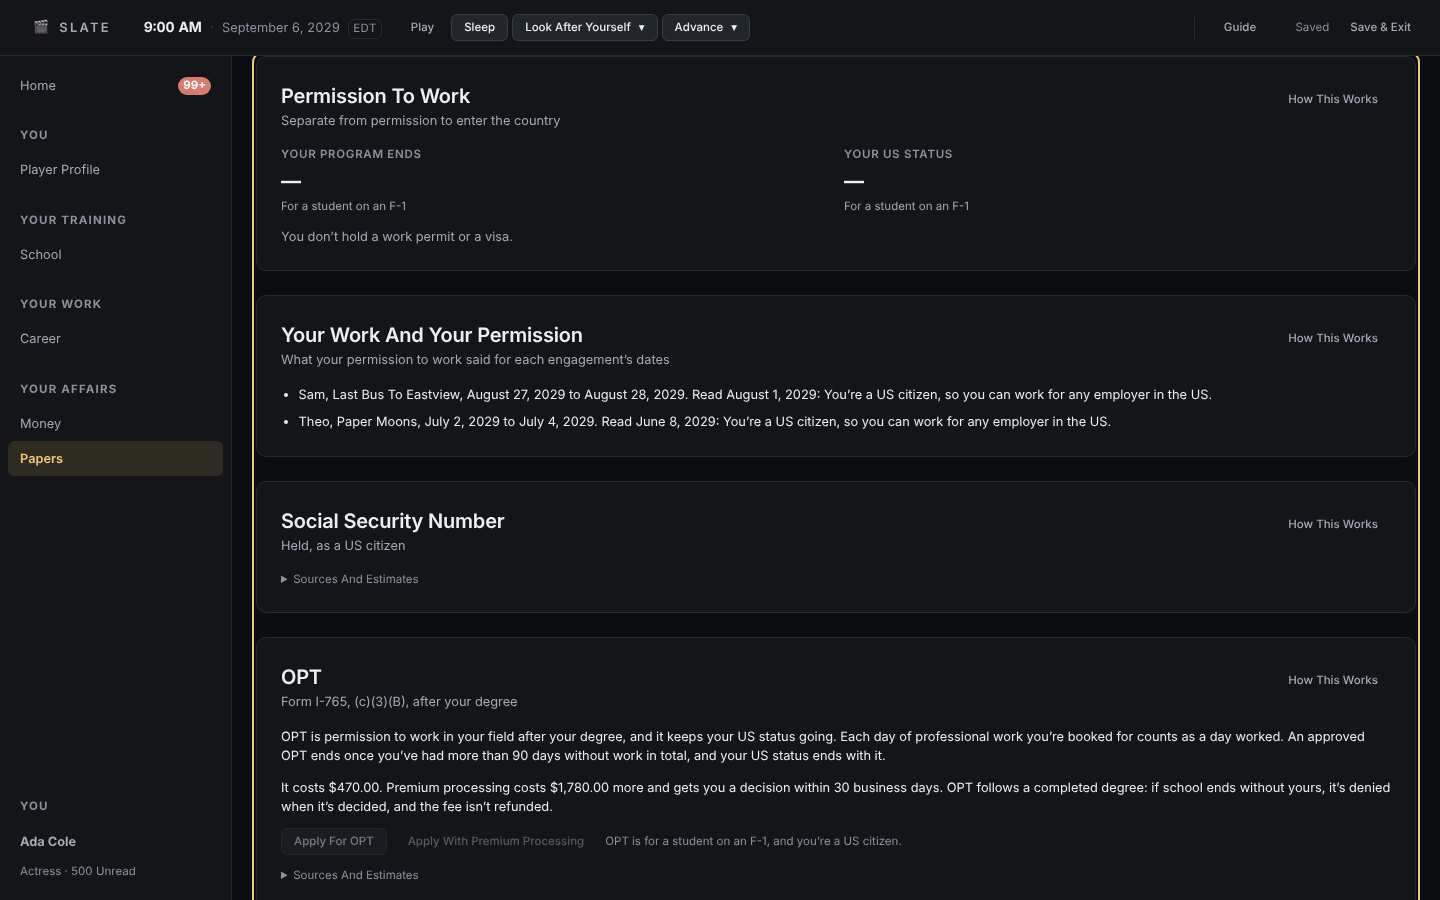 SLATE
9:00 AM · September 6, 2029 EDT
Play
Sleep
Look After Yourself ▾
Advance ▾
Guide
Saved
Save & Exit
Home
99+
YOU
Player Profile
YOUR TRAINING
School
YOUR WORK
Career
YOUR AFFAIRS
Money
Papers
YOU
Ada Cole
Actress · 500 Unread
Permission To Work
How This Works
Separate from permission to enter the country
YOUR PROGRAM ENDS
—
For a student on an F-1
YOUR US STATUS
—
For a student on an F-1
You don’t hold a work permit or a visa.
Your Work And Your Permission
How This Works
What your permission to work said for each engagement’s dates
• Sam, Last Bus To Eastview, August 27, 2029 to August 28, 2029. Read August 1, 2029: You’re a US citizen, so you can work for any employer in the US.
• Theo, Paper Moons, July 2, 2029 to July 4, 2029. Read June 8, 2029: You’re a US citizen, so you can work for any employer in the US.
Social Security Number
How This Works
Held, as a US citizen
▶ Sources And Estimates
OPT
How This Works
Form I-765, (c)(3)(B), after your degree
OPT is permission to work in your field after your degree, and it keeps your US status going. Each day of professional work you’re booked for counts as a day worked. An approved
OPT ends once you’ve had more than 90 days without work in total, and your US status ends with it.
It costs $470.00. Premium processing costs $1,780.00 more and gets you a decision within 30 business days. OPT follows a completed degree: if school ends without yours, it’s denied
when it’s decided, and the fee isn’t refunded.
Apply For OPT
Apply With Premium Processing
OPT is for a student on an F-1, and you’re a US citizen.
▶ Sources And Estimates